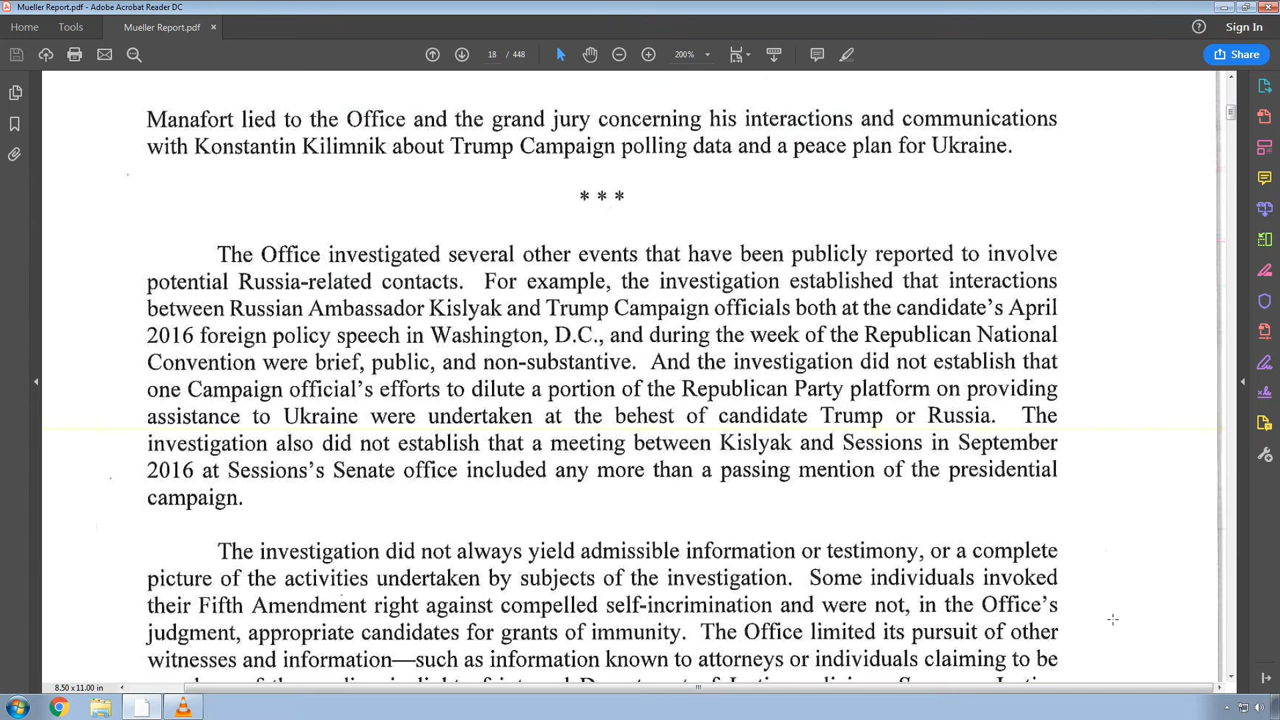 Mueller Report.pdf - Adobe Acrobat Reader DC
Home Tools Mueller Report.pdf × Sign In
18 / 448 200% Share
Manafort lied to the Office and the grand jury concerning his interactions and communications
with Konstantin Kilimnik about Trump Campaign polling data and a peace plan for Ukraine.
* * *
The Office investigated several other events that have been publicly reported to involve
potential Russia-related contacts. For example, the investigation established that interactions
between Russian Ambassador Kislyak and Trump Campaign officials both at the candidate's April
2016 foreign policy speech in Washington, D.C., and during the week of the Republican National
Convention were brief, public, and non-substantive. And the investigation did not establish that
one Campaign official's efforts to dilute a portion of the Republican Party platform on providing
assistance to Ukraine were undertaken at the behest of candidate Trump or Russia. The
investigation also did not establish that a meeting between Kislyak and Sessions in September
2016 at Sessions's Senate office included any more than a passing mention of the presidential
campaign.
The investigation did not always yield admissible information or testimony, or a complete
picture of the activities undertaken by subjects of the investigation. Some individuals invoked
their Fifth Amendment right against compelled self-incrimination and were not, in the Office's
judgment, appropriate candidates for grants of immunity. The Office limited its pursuit of other
witnesses and information—such as information known to attorneys or individuals claiming to be
8.50 x 11.00 in